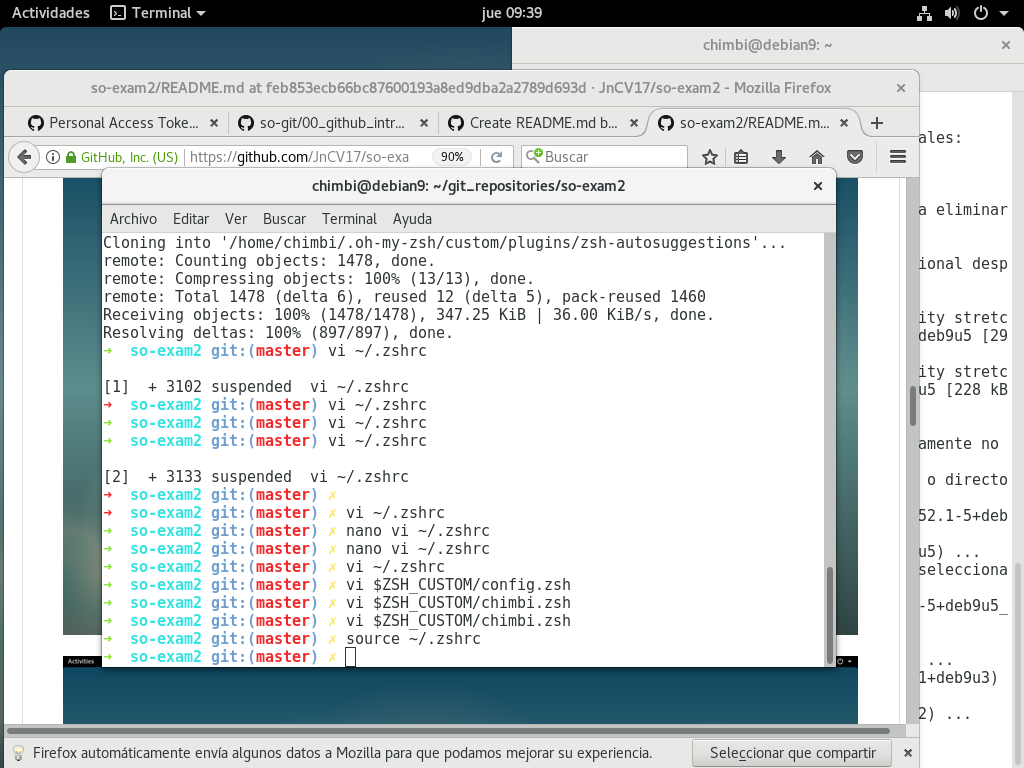 Actividades
Terminal
jue 09:39
chimbi@debian9: ~
so-exam2/README.md at feb853ecb66bc87600193a8ed9dba2a2789d693d · JnCV17/so-exam2 - Mozilla Firefox
Personal Access Toke...
so-git/00_github_intr...
Create README.md b...
so-exam2/README.m...
GitHub, Inc. (US)
https://github.com/JnCV17/so-exa
90%
Buscar
chimbi@debian9: ~/git_repositories/so-exam2
Archivo Editar Ver Buscar Terminal Ayuda
Cloning into '/home/chimbi/.oh-my-zsh/custom/plugins/zsh-autosuggestions'...
remote: Counting objects: 1478, done.
remote: Compressing objects: 100% (13/13), done.
remote: Total 1478 (delta 6), reused 12 (delta 5), pack-reused 1460
Receiving objects: 100% (1478/1478), 347.25 KiB | 36.00 KiB/s, done.
Resolving deltas: 100% (897/897), done.
➜ so-exam2 git:(master) vi ~/.zshrc
[1]  + 3102 suspended  vi ~/.zshrc
➜ so-exam2 git:(master) vi ~/.zshrc
➜ so-exam2 git:(master) vi ~/.zshrc
➜ so-exam2 git:(master) vi ~/.zshrc
[2]  + 3133 suspended  vi ~/.zshrc
➜ so-exam2 git:(master) ✗
➜ so-exam2 git:(master) ✗ vi ~/.zshrc
➜ so-exam2 git:(master) ✗ nano vi ~/.zshrc
➜ so-exam2 git:(master) ✗ nano vi ~/.zshrc
➜ so-exam2 git:(master) ✗ vi ~/.zshrc
➜ so-exam2 git:(master) ✗ vi $ZSH_CUSTOM/config.zsh
➜ so-exam2 git:(master) ✗ vi $ZSH_CUSTOM/chimbi.zsh
➜ so-exam2 git:(master) ✗ vi $ZSH_CUSTOM/chimbi.zsh
➜ so-exam2 git:(master) ✗ source ~/.zshrc
➜ so-exam2 git:(master) ✗
Activities
ales:
a eliminar
ional desp
ity stretc
deb9u5 [29
ity stretc
u5 [228 kB
amente no
o directo
52.1-5+deb
u5) ...
selecciona
-5+deb9u5_
...
1+deb9u3)
2) ...
Firefox automáticamente envía algunos datos a Mozilla para que podamos mejorar su experiencia.
Seleccionar que compartir